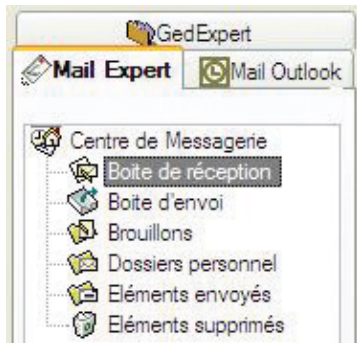 GedExpert
Mail Expert Mail Outlook
Centre de Messagerie
Boite de réception
Boite d'envoi
Brouillons
Dossiers personnel
Eléments envoyés
Eléments supprimés